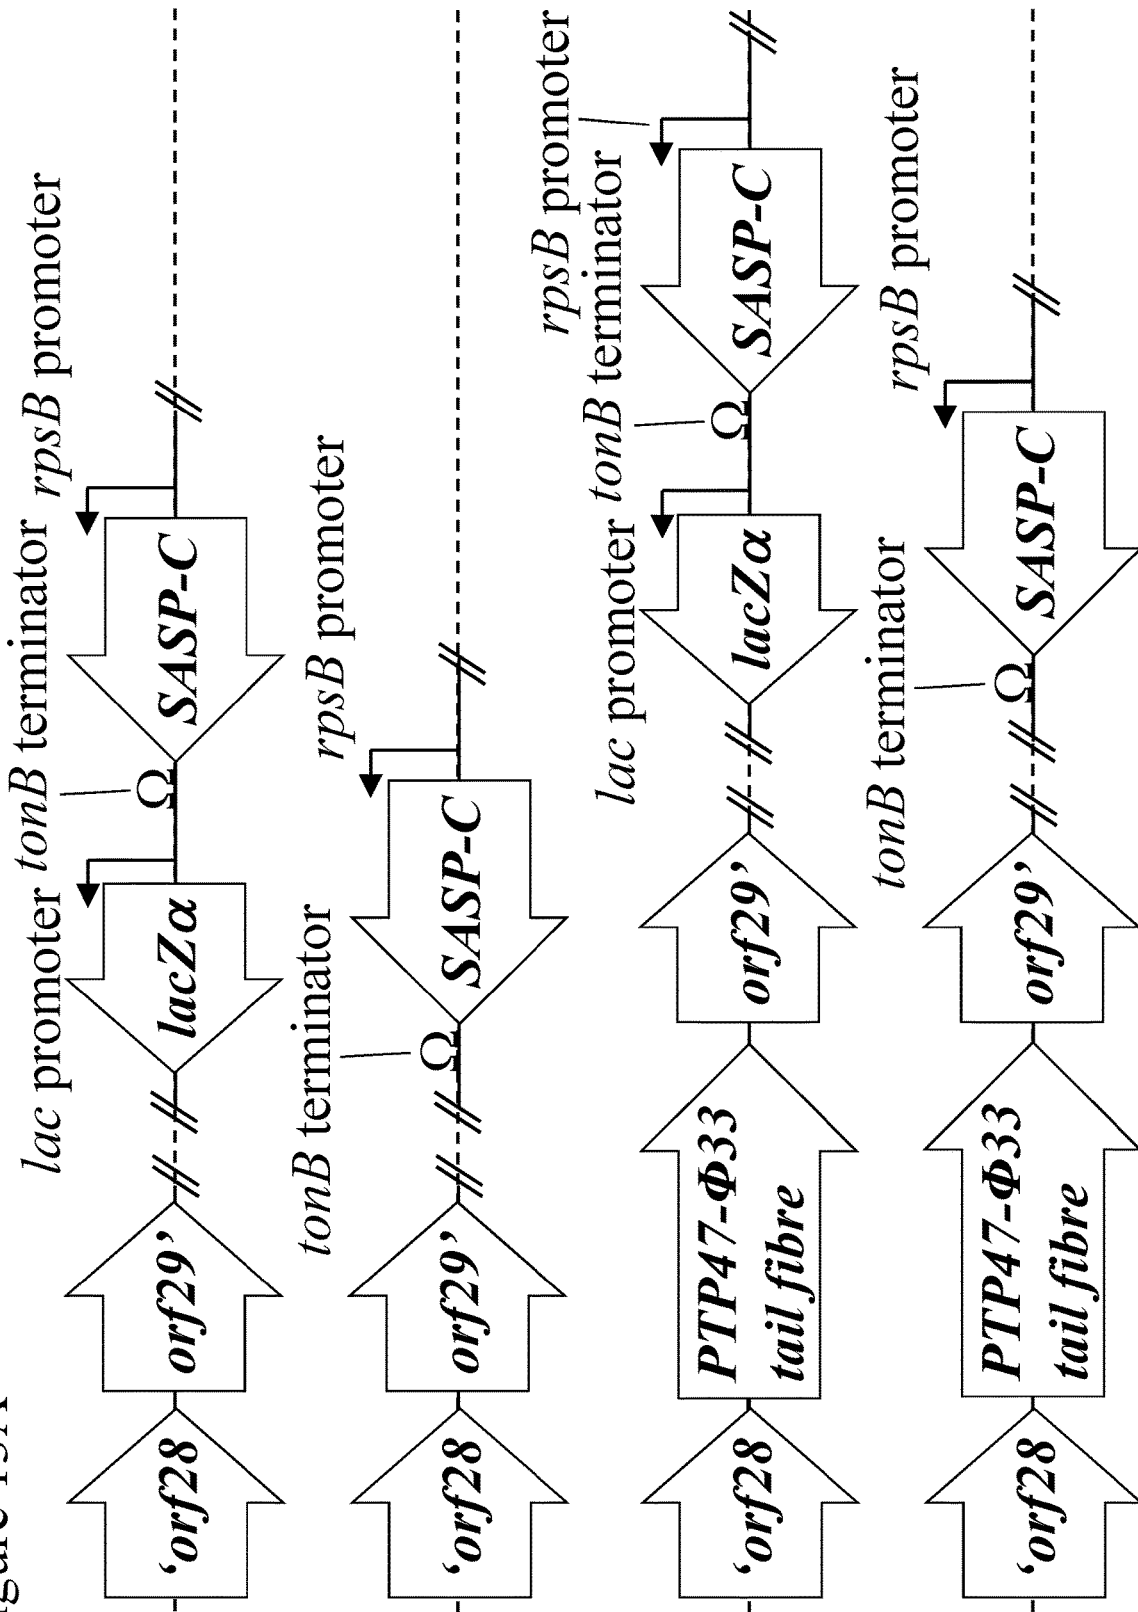 lac promoter
tonB terminator
rpsB promoter
‘orf28
orf29’
lacZα
Ω
SASP-C
tonB terminator
rpsB promoter
‘orf28
orf29’
Ω
SASP-C
lac promoter
tonB terminator
rpsB promoter
‘orf28
PTP47-Φ33
tail fibre
orf29’
lacZα
Ω
SASP-C
tonB terminator
rpsB promoter
‘orf28
PTP47-Φ33
tail fibre
orf29’
Ω
SASP-C